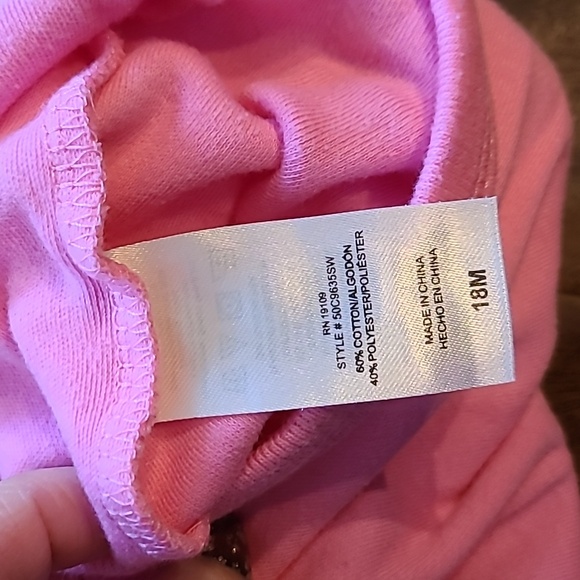 RN 19109
STYLE # 50C9635SW
60% COTTON/ALGODÓN
40% POLYESTER/POLIÉSTER
MADE IN CHINA
HECHO EN CHINA
18M